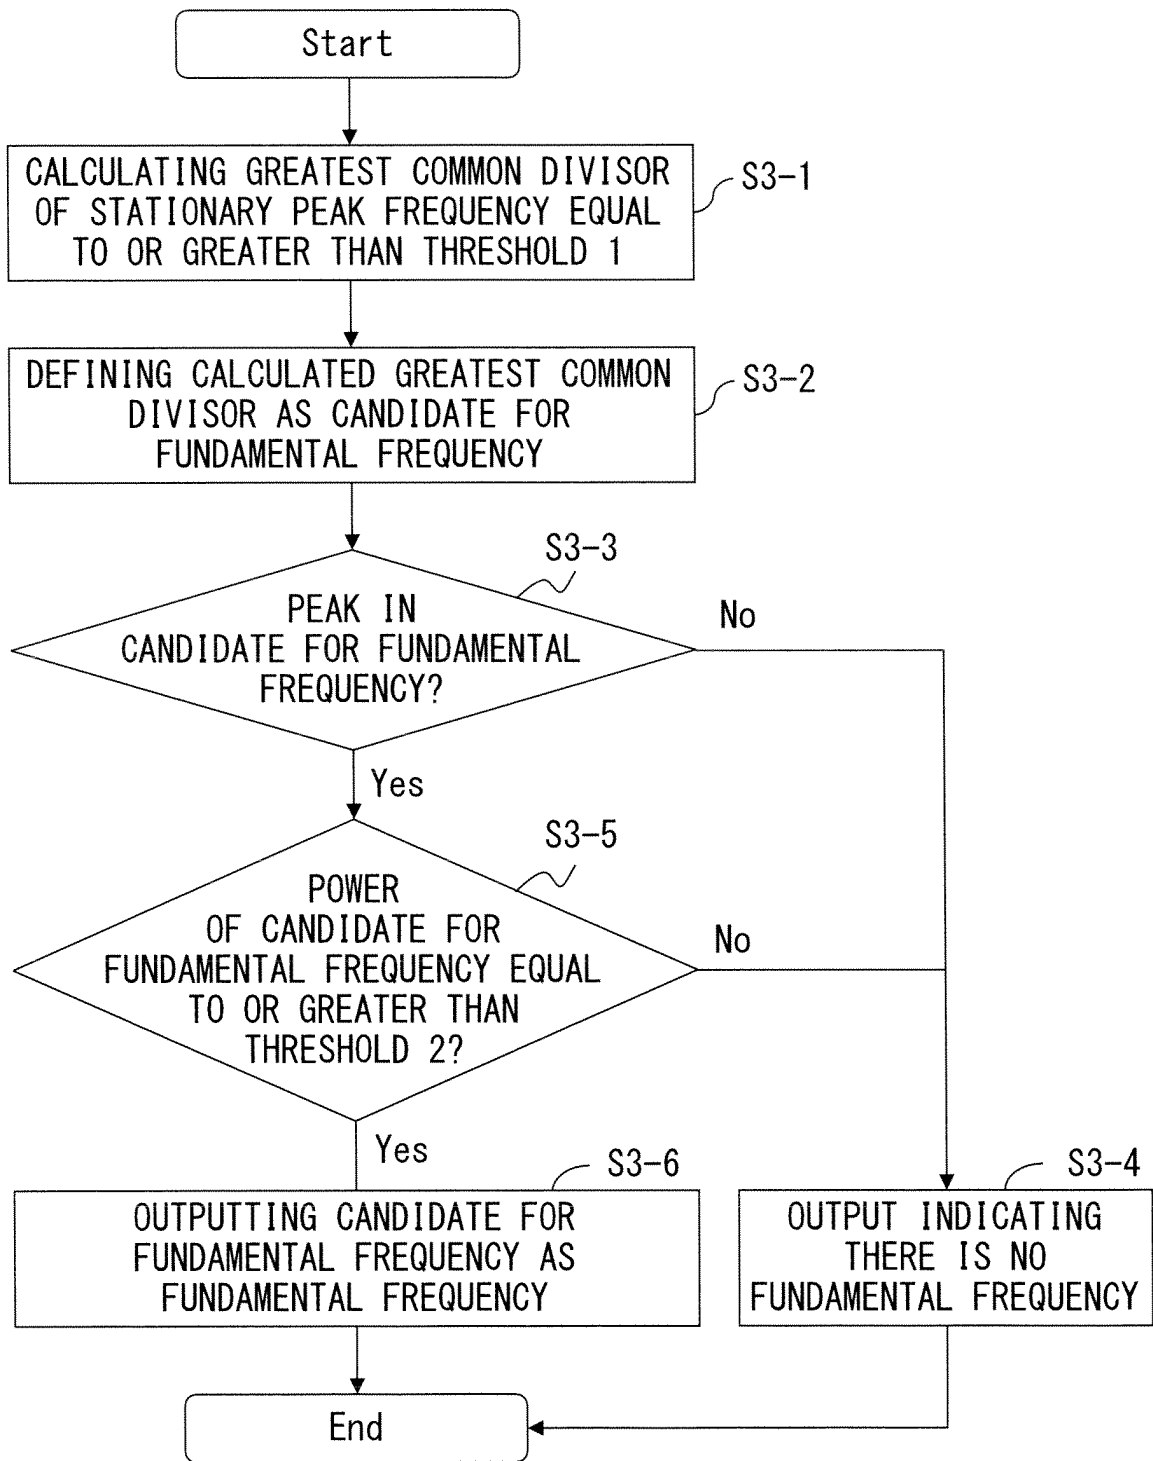 Start
CALCULATING GREATEST COMMON DIVISOR
OF STATIONARY PEAK FREQUENCY EQUAL
TO OR GREATER THAN THRESHOLD 1
S3-1
DEFINING CALCULATED GREATEST COMMON
DIVISOR AS CANDIDATE FOR
FUNDAMENTAL FREQUENCY
S3-2
S3-3
PEAK IN
CANDIDATE FOR FUNDAMENTAL
FREQUENCY?
No
Yes
S3-5
POWER
OF CANDIDATE FOR
FUNDAMENTAL FREQUENCY EQUAL
TO OR GREATER THAN
THRESHOLD 2?
No
Yes
S3-6
OUTPUTTING CANDIDATE FOR
FUNDAMENTAL FREQUENCY AS
FUNDAMENTAL FREQUENCY
S3-4
OUTPUT INDICATING
THERE IS NO
FUNDAMENTAL FREQUENCY
End